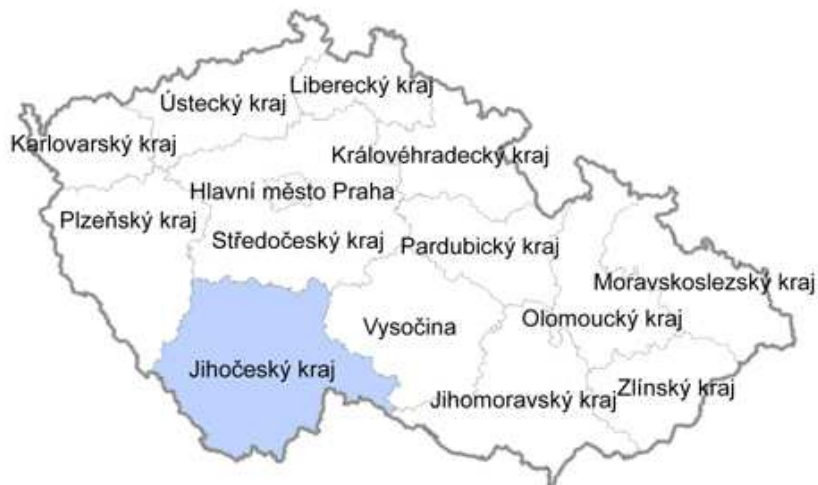 Liberecký kraj
Ústecký kraj
Karlovarský kraj
Královéhradecký kraj
Hlavní město Praha
Plzeňský kraj
Středočeský kraj
Pardubický kraj
Moravskoslezský kraj
Olomoucký kraj
Vysočina
Jihočeský kraj
Zlínský kraj
Jihomoravský kraj